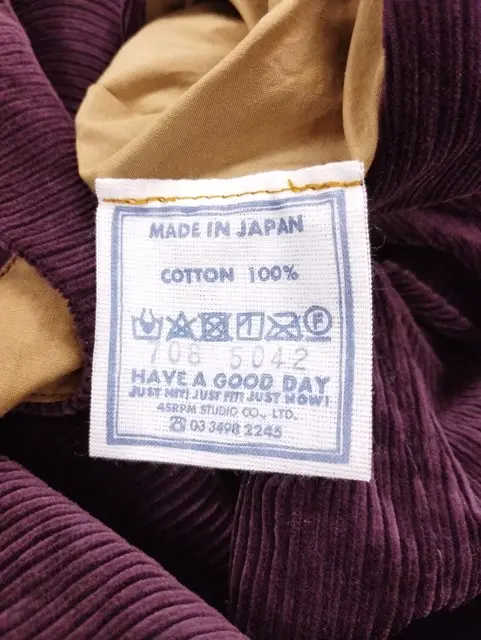 MADE IN JAPAN
COTTON 100%
F
708 5042
HAVE A GOOD DAY
JUST HIT! JUST FIT! JUST NOW!
45RPM STUDIO CO., LTD.
☎ 03 3498 2245